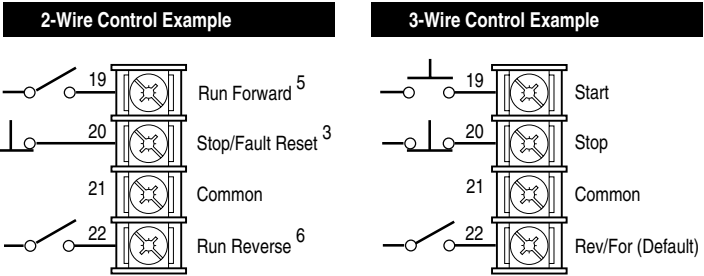 2-Wire Control Example
19 Run Forward 5
20 Stop/Fault Reset 3
21 Common
22 Run Reverse 6
3-Wire Control Example
19 Start
20 Stop
21 Common
22 Rev/For (Default)